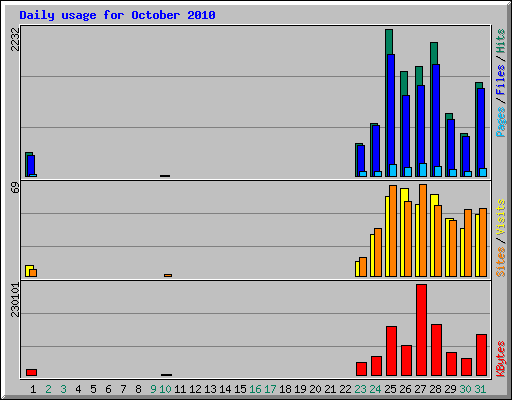 Daily usage for October 2010
2232
Pages / Files / Hits
69
Sites / Visits
230101
KBytes
1 2 3 4 5 6 7 8 9 10 11 12 13 14 15 16 17 18 19 20 21 22 23 24 25 26 27 28 29 30 31